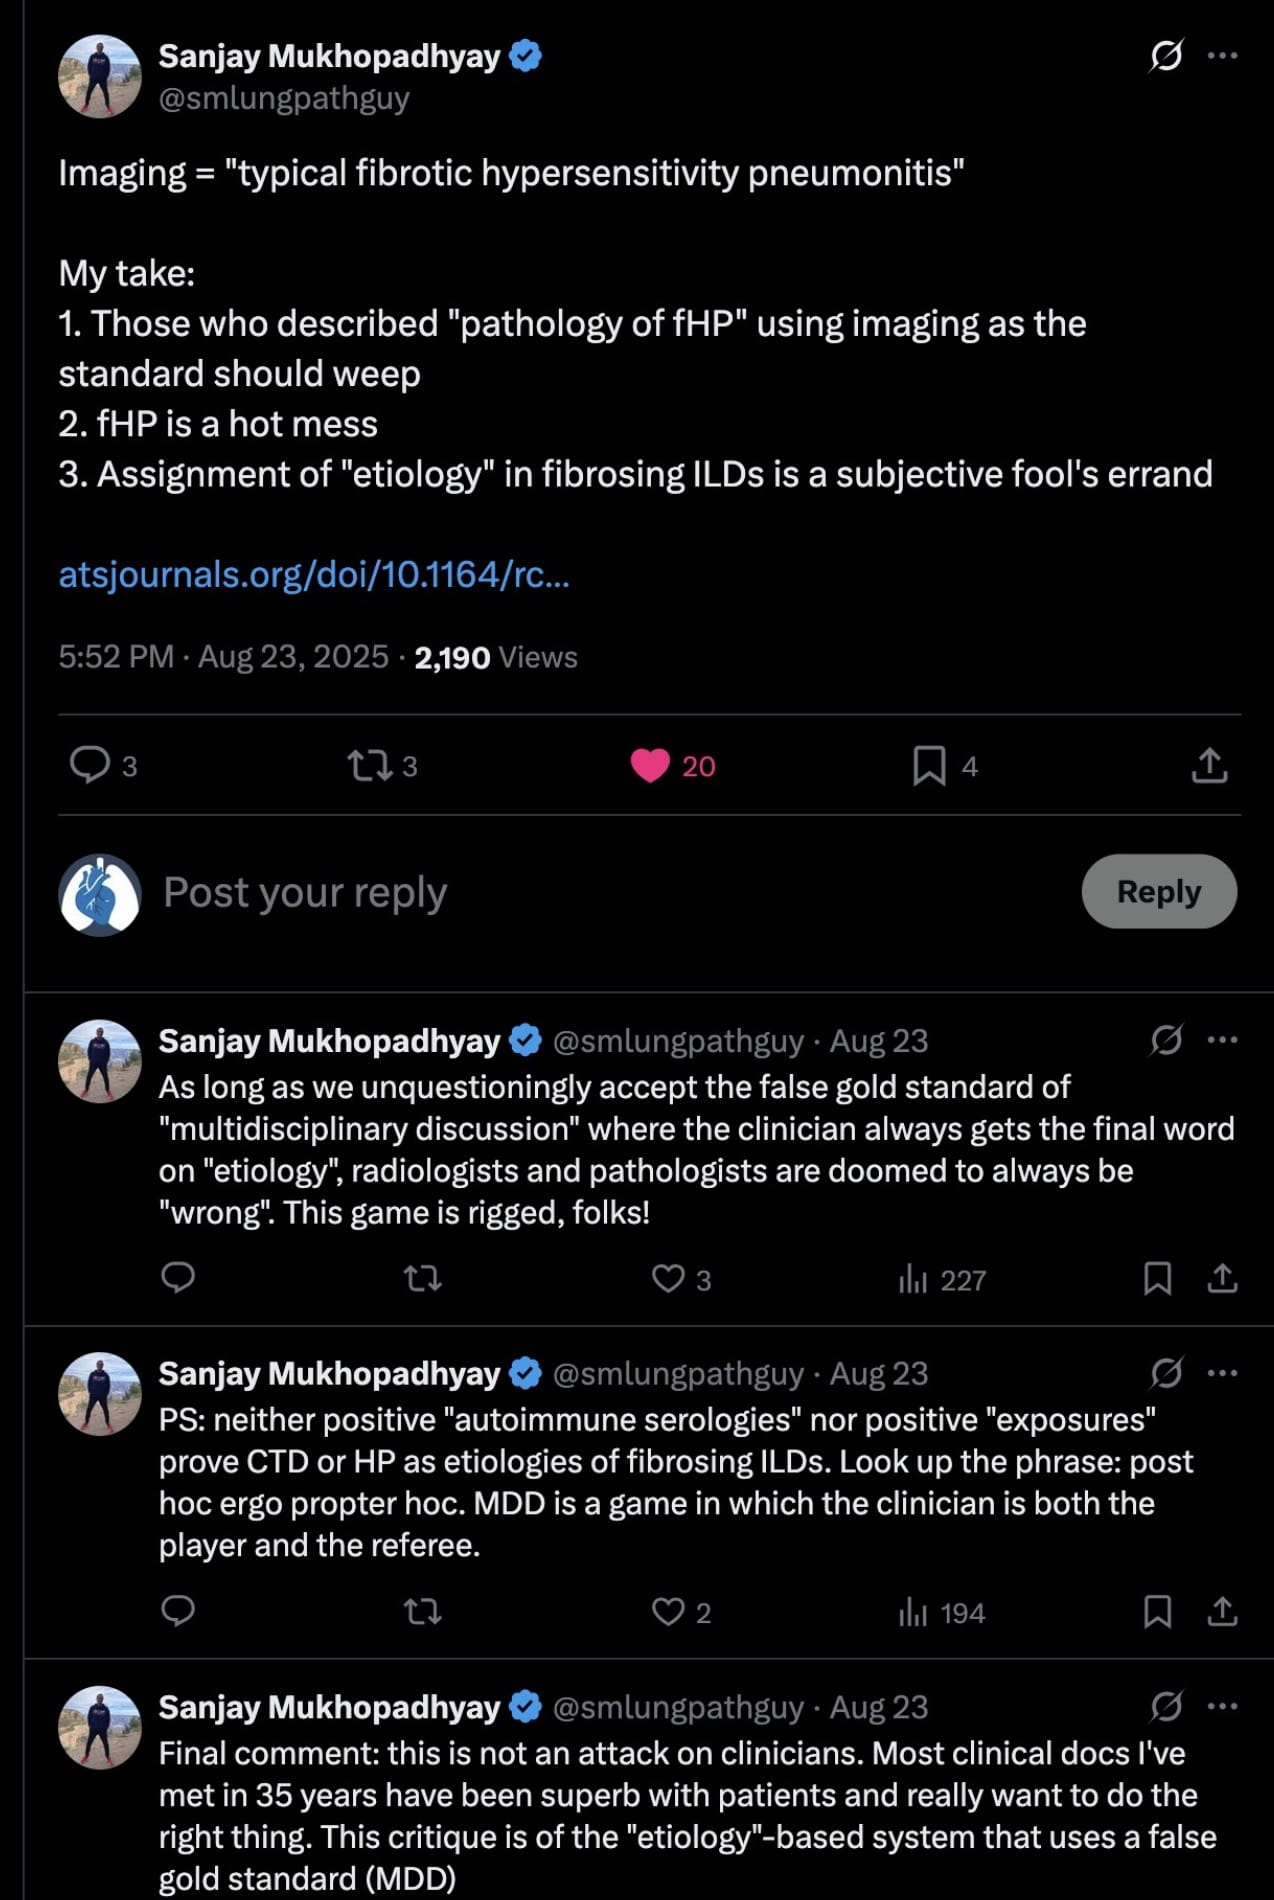 Sanjay Mukhopadhyay
@smlungpathguy
Imaging = "typical fibrotic hypersensitivity pneumonitis"
My take:
1. Those who described "pathology of fHP" using imaging as the
standard should weep
2. fHP is a hot mess
3. Assignment of "etiology" in fibrosing ILDs is a subjective fool's errand
atsjournals.org/doi/10.1164/rc...
5:52 PM · Aug 23, 2025 · 2,190 Views
3 3 20 4
Post your reply Reply
Sanjay Mukhopadhyay @smlungpathguy · Aug 23
As long as we unquestioningly accept the false gold standard of
"multidisciplinary discussion" where the clinician always gets the final word
on "etiology", radiologists and pathologists are doomed to always be
"wrong". This game is rigged, folks!
3 227
Sanjay Mukhopadhyay @smlungpathguy · Aug 23
PS: neither positive "autoimmune serologies" nor positive "exposures"
prove CTD or HP as etiologies of fibrosing ILDs. Look up the phrase: post
hoc ergo propter hoc. MDD is a game in which the clinician is both the
player and the referee.
2 194
Sanjay Mukhopadhyay @smlungpathguy · Aug 23
Final comment: this is not an attack on clinicians. Most clinical docs I've
met in 35 years have been superb with patients and really want to do the
right thing. This critique is of the "etiology"-based system that uses a false
gold standard (MDD)